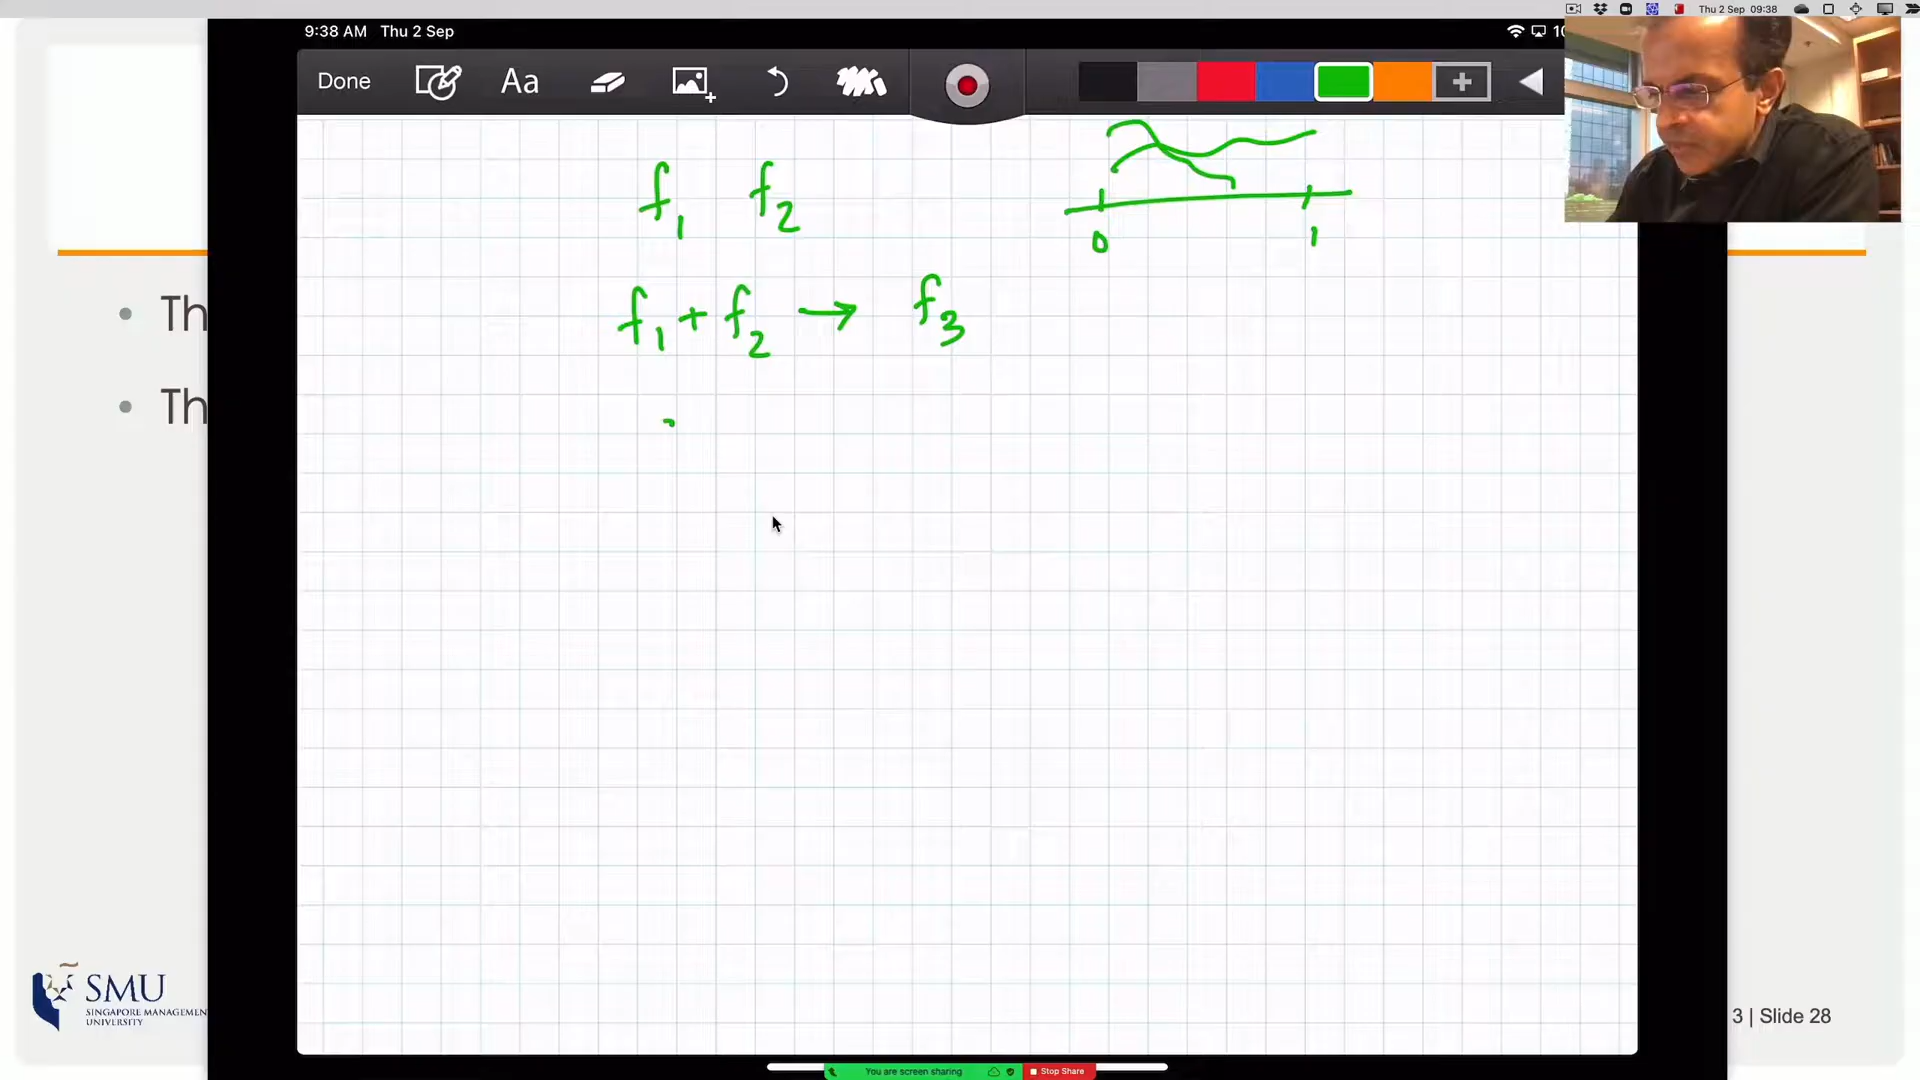 Thu 2 Sep 09:38
9:38 AM Thu 2 Sep
Done Aa
f1 f2
0 1
f1 + f2 → f3
Th
Th
SMU
SINGAPORE MANAGEMEN
UNIVERSITY
3 | Slide 28
You are screen sharing Stop Share